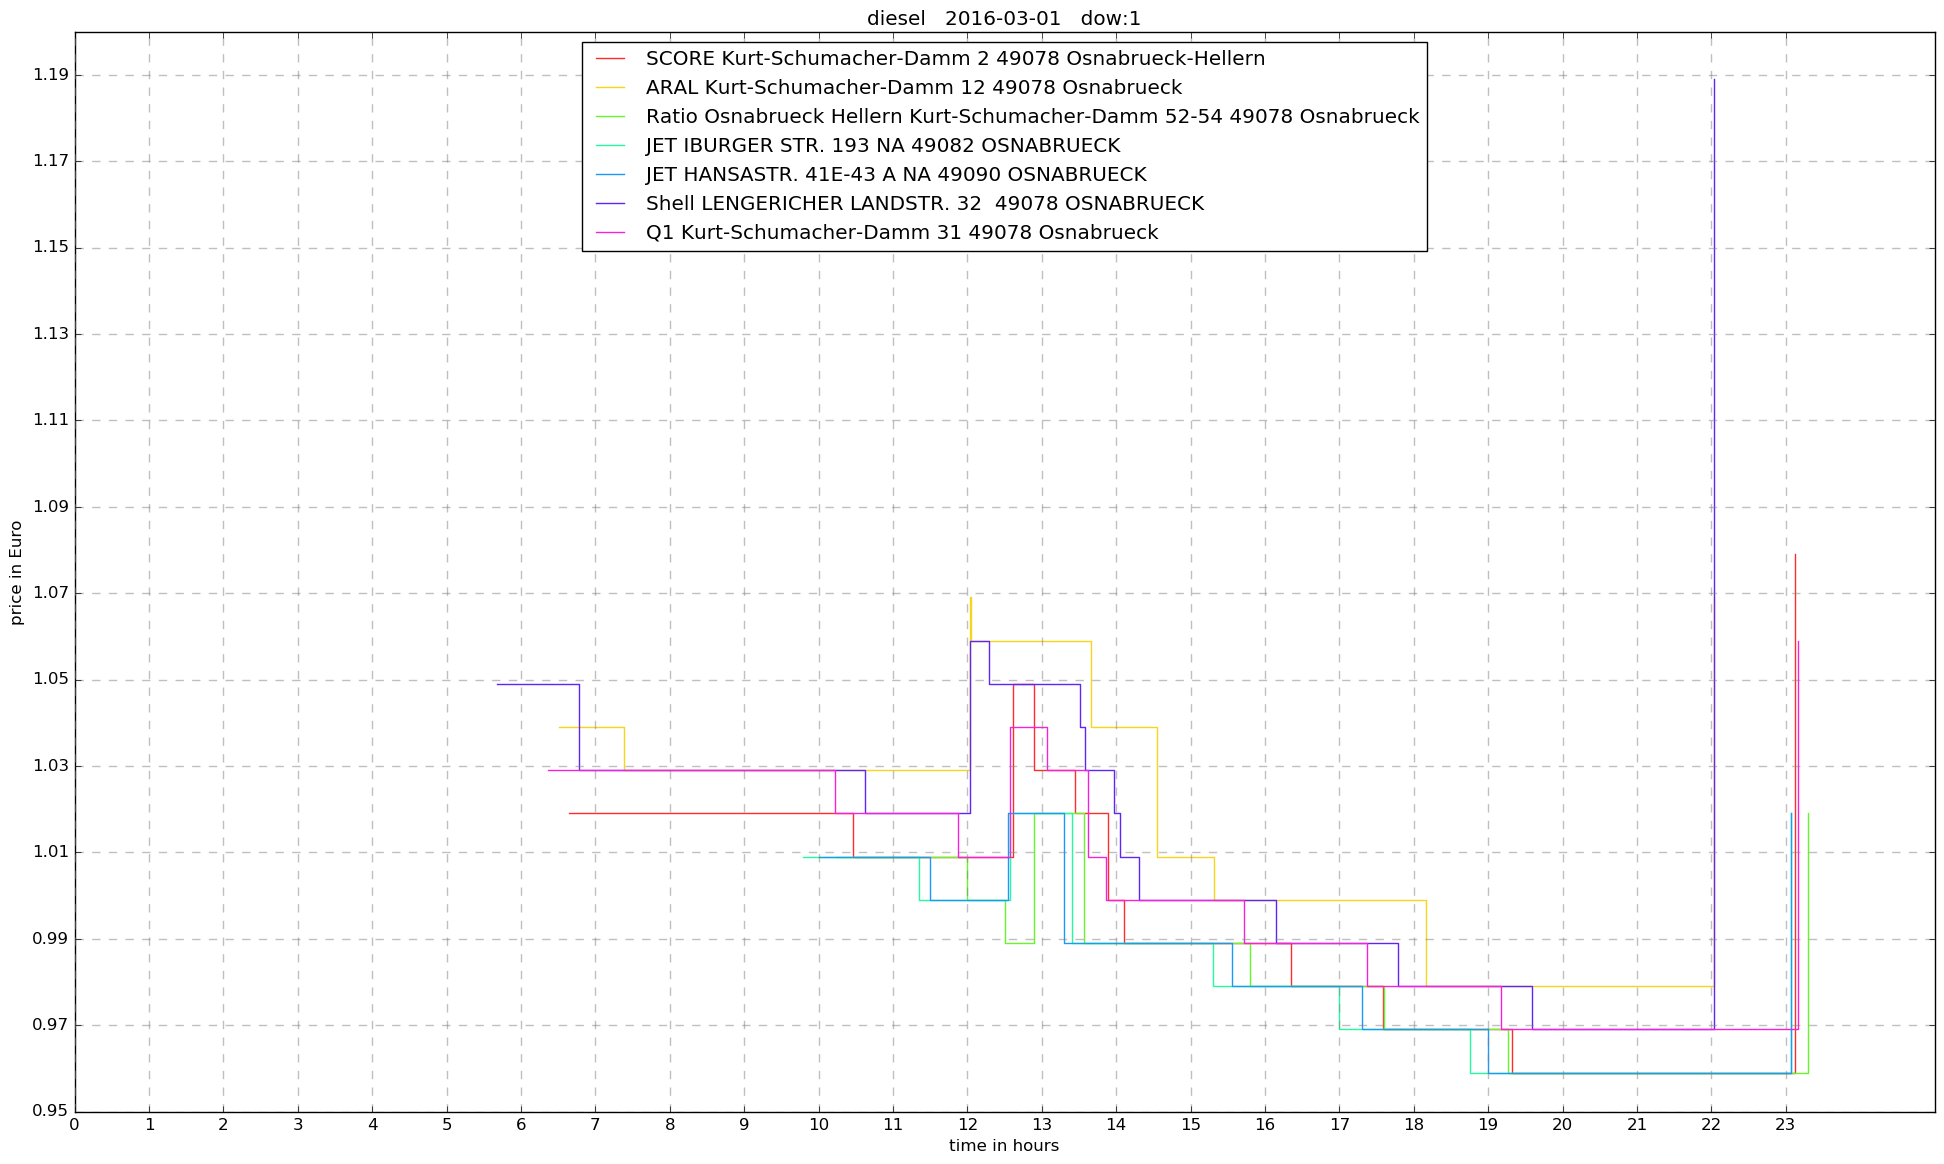 diesel   2016-03-01   dow:1
SCORE Kurt-Schumacher-Damm 2 49078 Osnabrueck-Hellern
ARAL Kurt-Schumacher-Damm 12 49078 Osnabrueck
Ratio Osnabrueck Hellern Kurt-Schumacher-Damm 52-54 49078 Osnabrueck
JET IBURGER STR. 193 NA 49082 OSNABRUECK
JET HANSASTR. 41E-43 A NA 49090 OSNABRUECK
Shell LENGERICHER LANDSTR. 32  49078 OSNABRUECK
Q1 Kurt-Schumacher-Damm 31 49078 Osnabrueck
1.19
1.17
1.15
1.13
1.11
1.09
1.07
1.05
1.03
1.01
0.99
0.97
0.95
price in Euro
0 1 2 3 4 5 6 7 8 9 10 11 12 13 14 15 16 17 18 19 20 21 22 23
time in hours